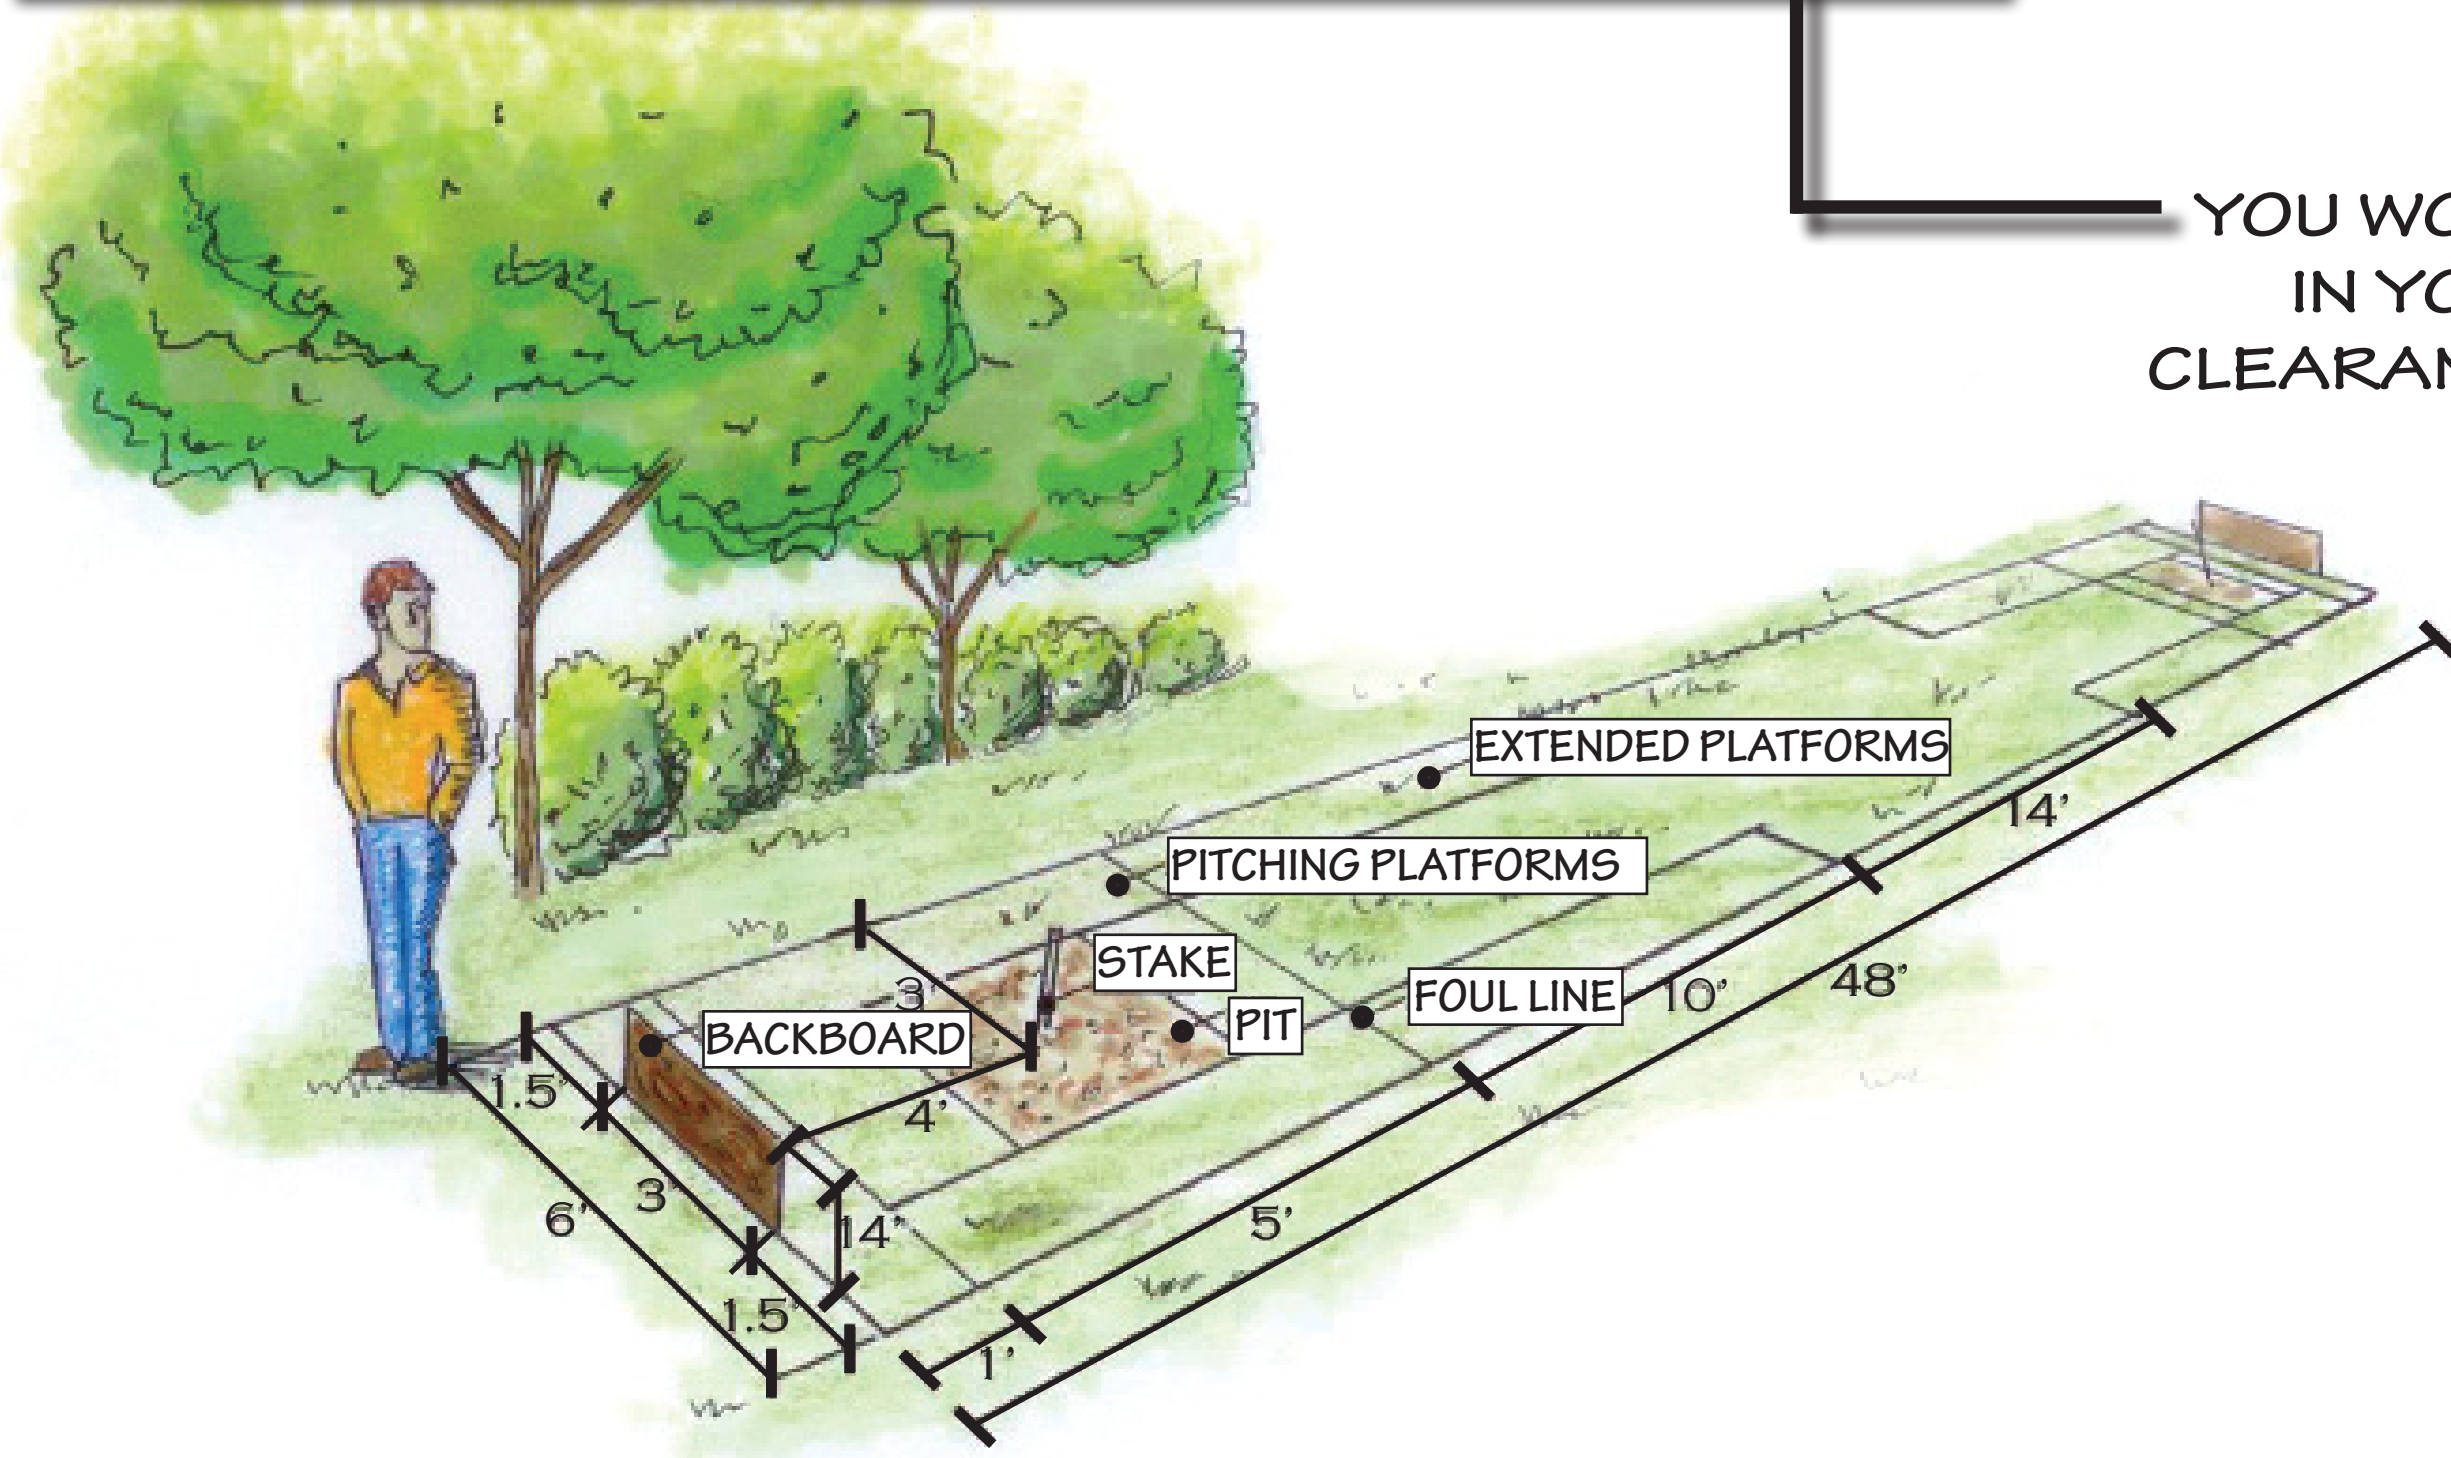 YOU WO
IN YO
CLEARAN
EXTENDED PLATFORMS
PITCHING PLATFORMS
STAKE
FOUL LINE
PIT
BACKBOARD
14'
10'
48'
3'
4'
1.5'
3'
6'
14'
1.5'
5'
1'